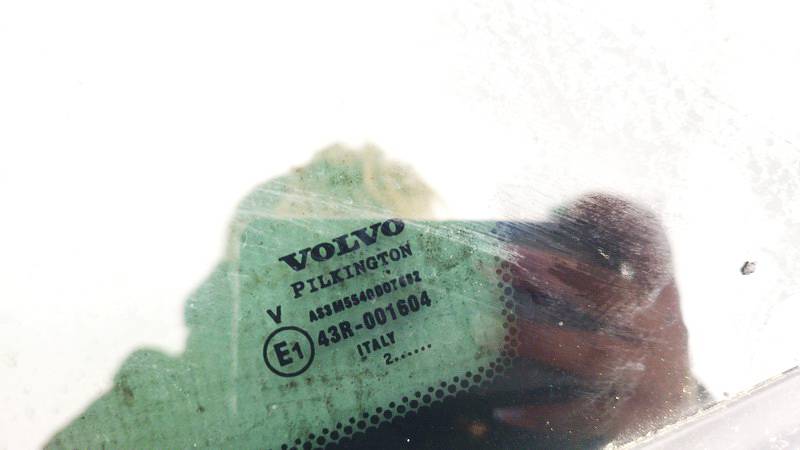 VOLVO
PILKINGTON
V
43R-001604
E1
ITALY
2......